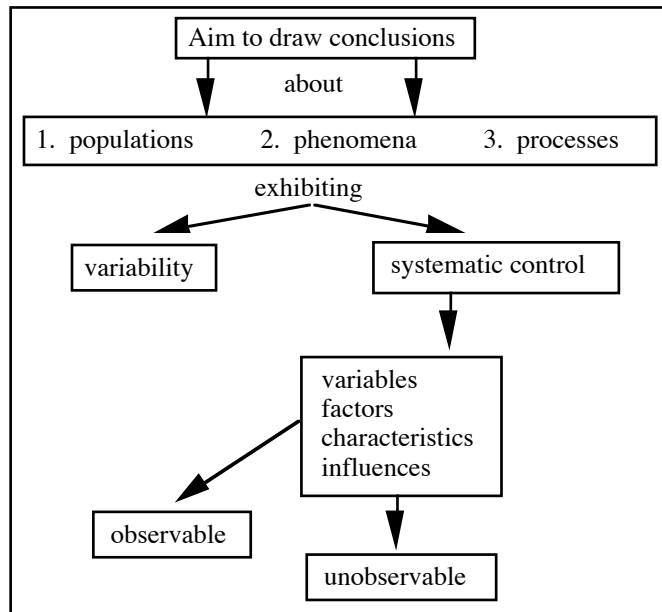 Aim to draw conclusions
about
1. populations 2. phenomena 3. processes
exhibiting
variability
systematic control
variables
factors
characteristics
influences
observable
unobservable